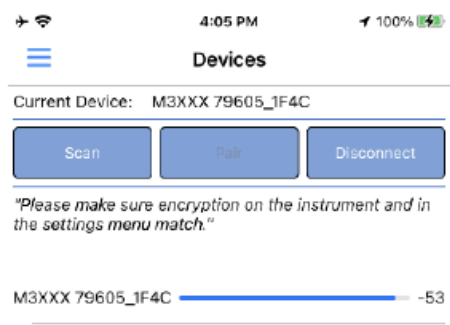 4:05 PM 100%
Devices
Current Device: M3XXX 79605_1F4C
Scan Pair Disconnect
"Please make sure encryption on the instrument and in
the settings menu match."
M3XXX 79605_1F4C -53